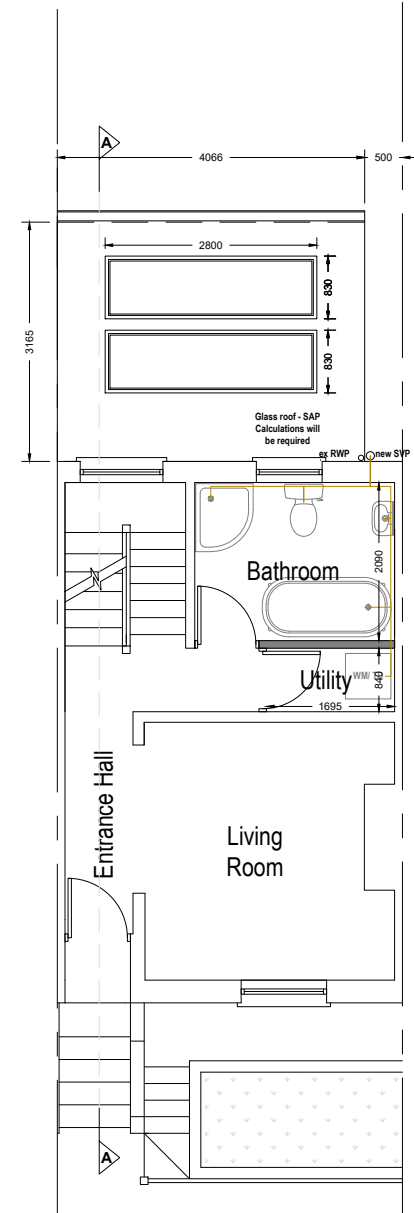 A
4066
500
2800
830
3165
830
Glass roof - SAP
Calculations will
be required
ex RWP
new SVP
Bathroom
2090
Utility
WM/
840
1695
Entrance Hall
Living
Room
A